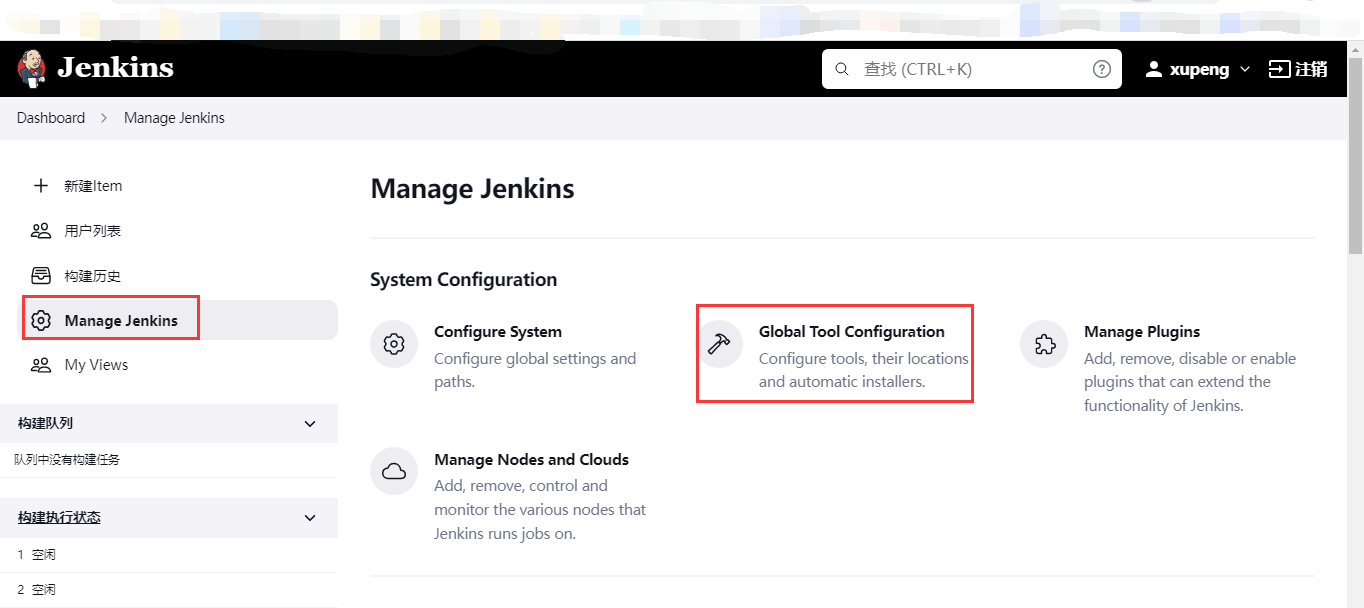 Jenkins
查找 (CTRL+K)
xupeng
注销
Dashboard
Manage Jenkins
新建Item
用户列表
构建历史
Manage Jenkins
My Views
构建队列
队列中没有构建任务
构建执行状态
1 空闲
2 空闲
Manage Jenkins
System Configuration
Configure System
Configure global settings and
paths.
Global Tool Configuration
Configure tools, their locations
and automatic installers.
Manage Plugins
Add, remove, disable or enable
plugins that can extend the
functionality of Jenkins.
Manage Nodes and Clouds
Add, remove, control and
monitor the various nodes that
Jenkins runs jobs on.